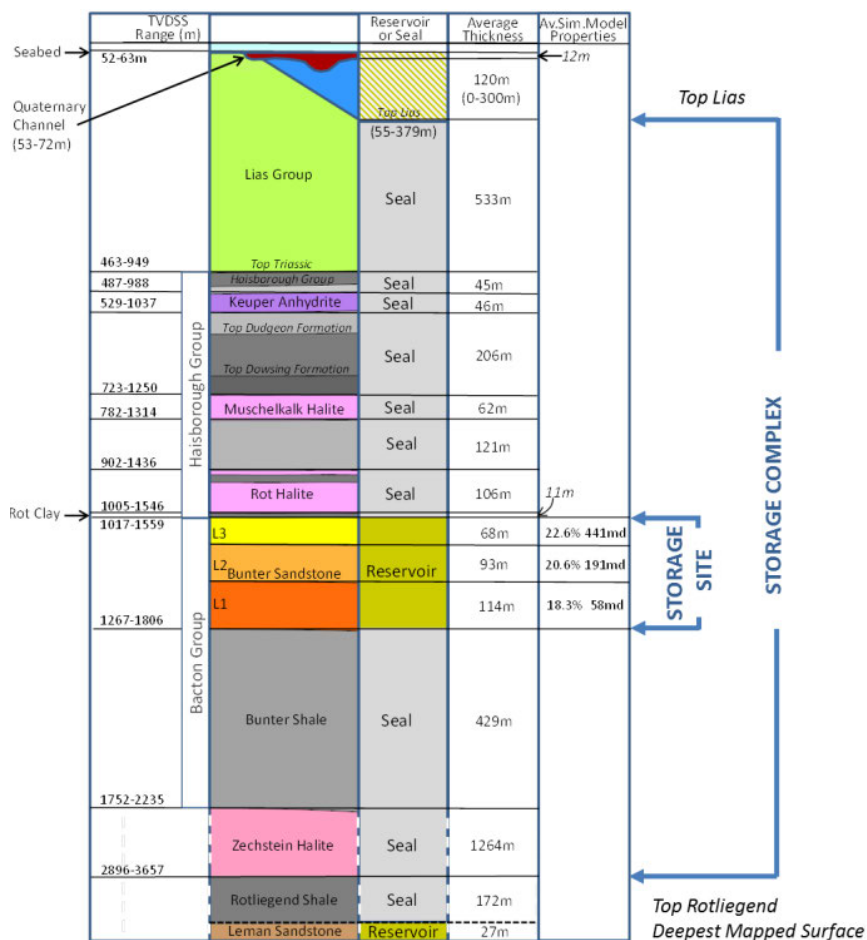 TVDSS
Range (m)
Reservoir
or Seal
Average
Thickness
Av.Sim.Model
Properties
Seabed
52-63m
12m
Quaternary
Channel
(53-72m)
120m
(0-300m)
Top Lias
Top Lias
(55-379m)
Lias Group
Seal
533m
463-949
Top Triassic
Haisborough Group
487-988
Seal
45m
529-1037
Keuper Anhydrite
Seal
46m
Top Dudgeon Formation
Seal
206m
Top Dowsing Formation
723-1250
Muschelkalk Halite
Seal
62m
782-1314
Seal
121m
902-1436
Rot Halite
Seal
106m
11m
1005-1546
Haisborough Group
Rot Clay
1017-1559
L3
68m
22.6% 441md
L2
Bunter Sandstone
Reservoir
93m
20.6% 191md
L1
114m
18.3% 58md
1267-1806
STORAGE
SITE
STORAGE COMPLEX
Bacton Group
Bunter Shale
Seal
429m
1752-2235
Zechstein Halite
Seal
1264m
2896-3657
Rotliegend Shale
Seal
172m
Top Rotliegend
Deepest Mapped Surface
Leman Sandstone
Reservoir
27m